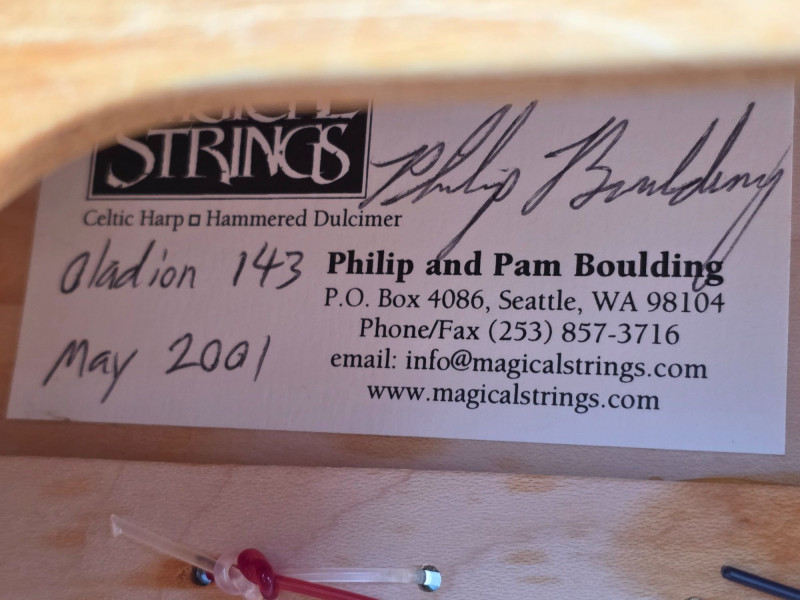 MAGICAL
STRINGS
Philip Boulding
Celtic Harp □ Hammered Dulcimer
Oladion 143
May 2001
Philip and Pam Boulding
P.O. Box 4086, Seattle, WA 98104
Phone/Fax (253) 857-3716
email: info@magicalstrings.com
www.magicalstrings.com